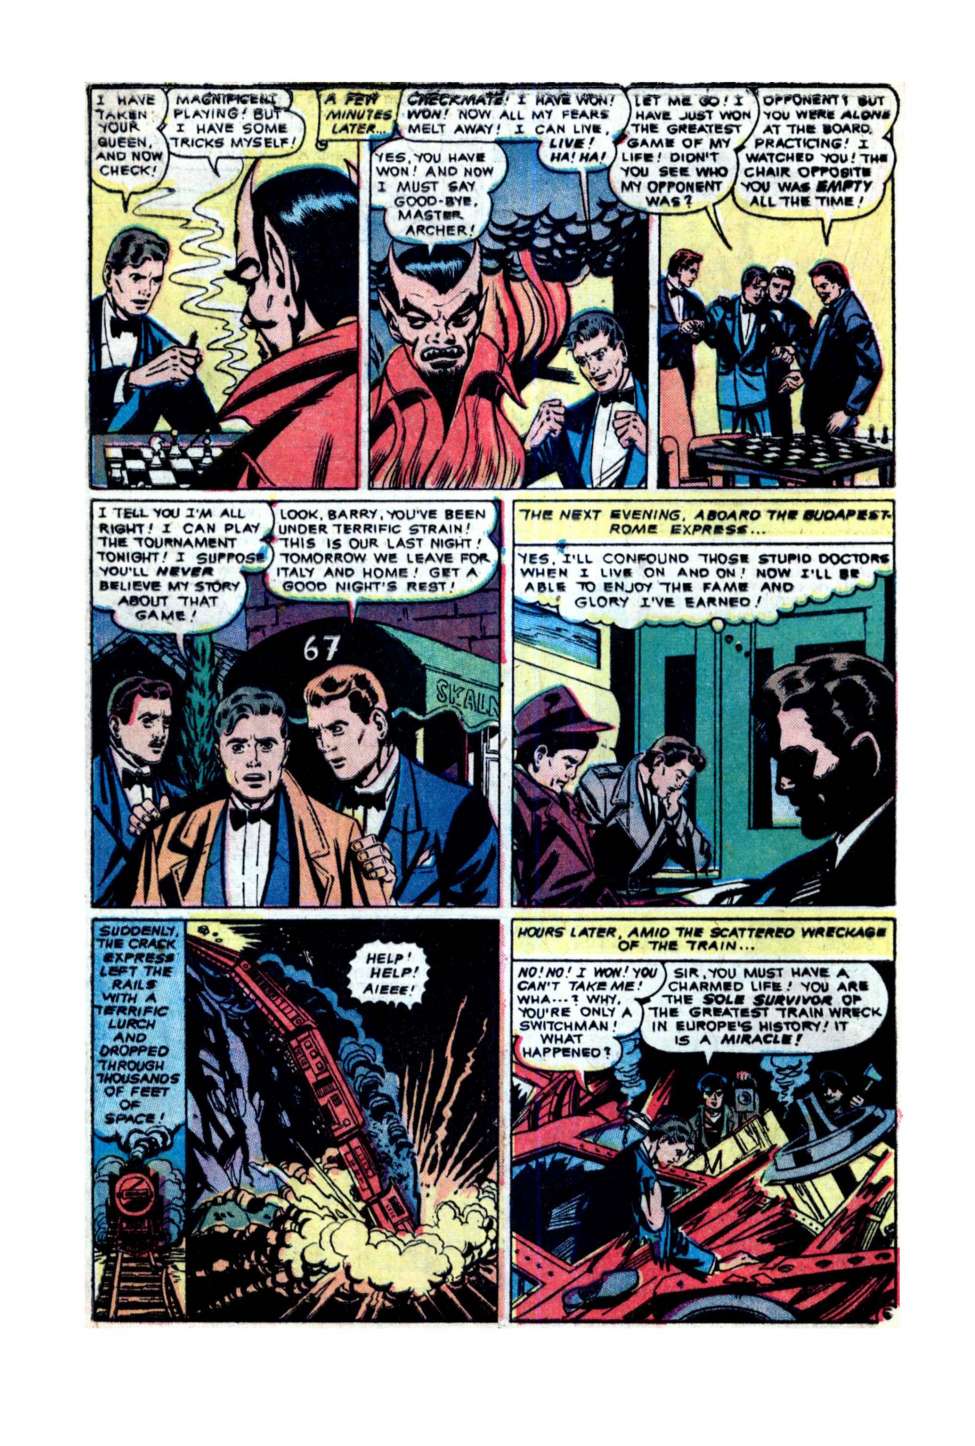 I HAVE
TAKEN
YOUR
QUEEN,
AND NOW
CHECK!
MAGNIFICENT
PLAYING! BUT
I HAVE SOME
TRICKS MYSELF!
A FEW
MINUTES
LATER...
CHECKMATE! I HAVE WON!
WON! NOW ALL MY FEARS
MELT AWAY! I CAN LIVE,
LIVE!
HA! HA!
YES, YOU HAVE
WON! AND NOW
I MUST SAY
GOOD-BYE,
MASTER
ARCHER!
LET ME GO! I
HAVE JUST WON
THE GREATEST
GAME OF MY
LIFE! DIDN'T
YOU SEE WHO
MY OPPONENT
WAS?
OPPONENT? BUT
YOU WERE ALONE
AT THE BOARD,
PRACTICING! I
WATCHED YOU! THE
CHAIR OPPOSITE
YOU WAS EMPTY
ALL THE TIME!
I TELL YOU I'M ALL
RIGHT! I CAN PLAY
THE TOURNAMENT
TONIGHT! I SUPPOSE
YOU'LL NEVER
BELIEVE MY STORY
ABOUT THAT
GAME!
LOOK, BARRY, YOU'VE BEEN
UNDER TERRIFIC STRAIN!
THIS IS OUR LAST NIGHT!
TOMORROW WE LEAVE FOR
ITALY AND HOME! GET A
GOOD NIGHT'S REST!
67
SKALN
THE NEXT EVENING, ABOARD THE BUDAPEST-
ROME EXPRESS...
YES, I'LL CONFOUND THOSE STUPID DOCTORS
WHEN I LIVE ON AND ON! NOW I'LL BE
ABLE TO ENJOY THE FAME AND
GLORY I'VE EARNED!
SUDDENLY,
THE CRACK
EXPRESS
LEFT THE
RAILS
WITH A
TERRIFIC
LURCH
AND
DROPPED
THROUGH
THOUSANDS
OF FEET
OF
SPACE!
HELP!
HELP!
AIEEE!
HOURS LATER, AMID THE SCATTERED WRECKAGE
OF THE TRAIN...
NO! NO! I WON! YOU
CAN'T TAKE ME!
WHA...? WHY,
YOU'RE ONLY A
SWITCHMAN!
WHAT
HAPPENED?
SIR, YOU MUST HAVE A
CHARMED LIFE! YOU ARE
THE SOLE SURVIVOR OF
THE GREATEST TRAIN WRECK
IN EUROPE'S HISTORY! IT
IS A MIRACLE!